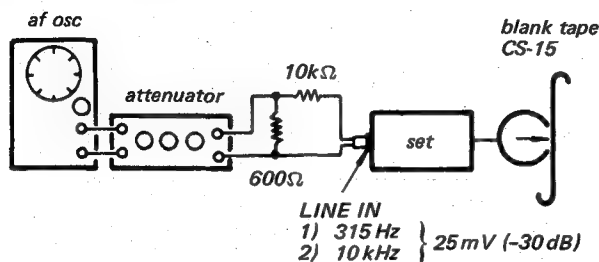 af osc
blank tape
CS-15
attenuator
10kΩ
set
600Ω
LINE IN
1) 315 Hz
2) 10 kHz
25 mV (-30 dB)